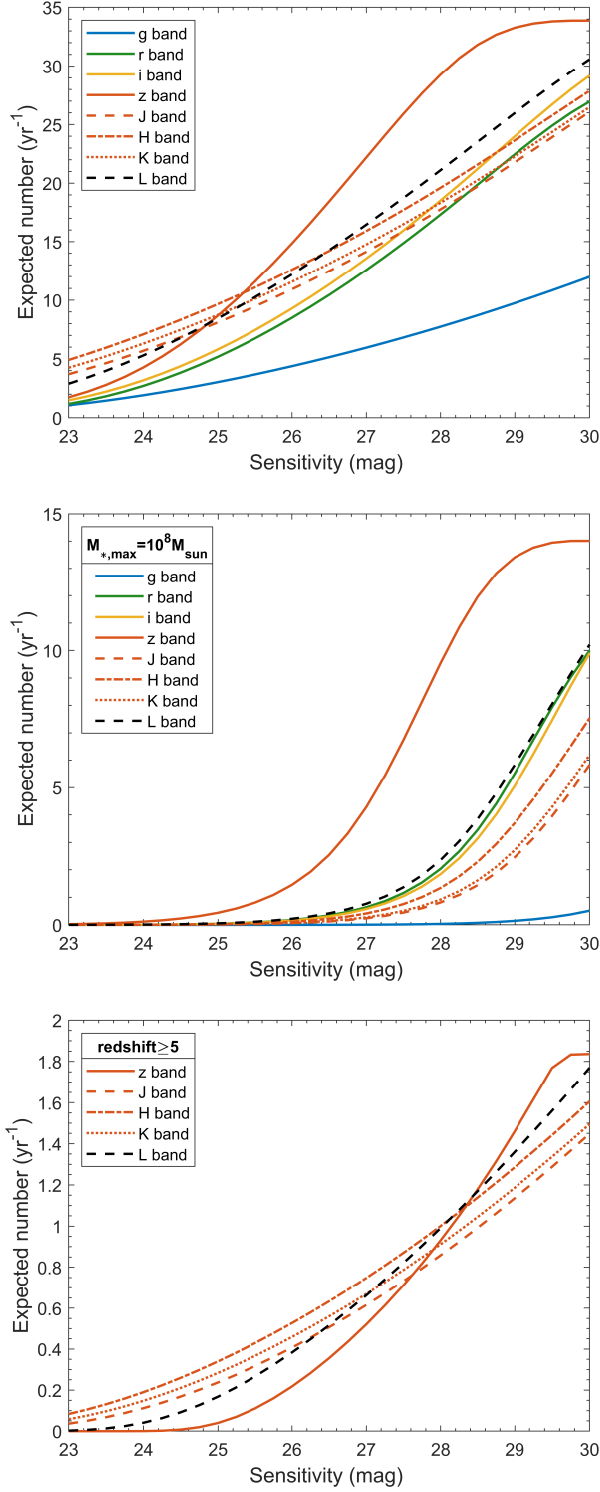 35
30
25
20
15
10
5
0
Expected number (yr⁻¹)
g band
r band
i band
z band
J band
H band
K band
L band
23 24 25 26 27 28 29 30
Sensitivity (mag)
15
10
5
0
Expected number (yr⁻¹)
M*,max=10⁸Msun
g band
r band
i band
z band
J band
H band
K band
L band
23 24 25 26 27 28 29 30
Sensitivity (mag)
2
1.8
1.6
1.4
1.2
1
0.8
0.6
0.4
0.2
0
Expected number (yr⁻¹)
redshift≥5
z band
J band
H band
K band
L band
23 24 25 26 27 28 29 30
Sensitivity (mag)